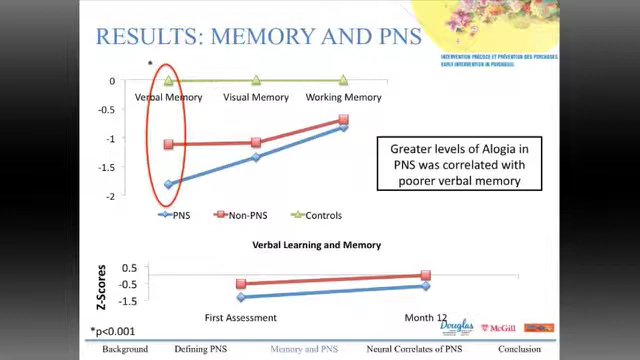 RESULTS: MEMORY AND PNS
INTERVENTION PRÉCOCE ET PRÉVENTION DES PSYCHOSES
EARLY INTERVENTION IN PSYCHOSIS
*
0
-0.5
-1
-1.5
-2
Verbal Memory
Visual Memory
Working Memory
PNS
Non-PNS
Controls
Greater levels of Alogia in
PNS was correlated with
poorer verbal memory
Verbal Learning and Memory
Z-Scores
0.5
-0.5
-1.5
First Assessment
Month 12
*p<0.001
Douglas
McGill
Background
Defining PNS
Memory and PNS
Neural Correlates of PNS
Conclusion